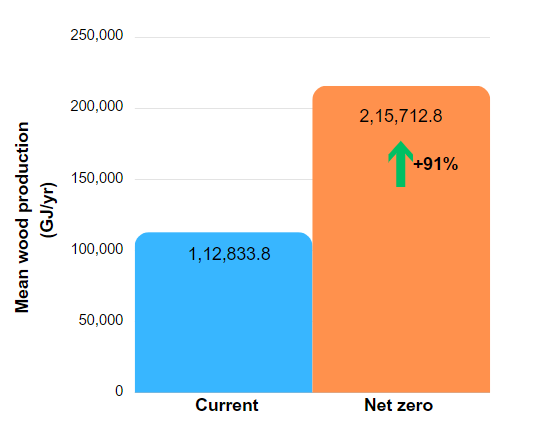 250,000
200,000
150,000
100,000
50,000
0
Mean wood production
(GJ/yr)
1,12,833.8
2,15,712.8
+91%
Current
Net zero